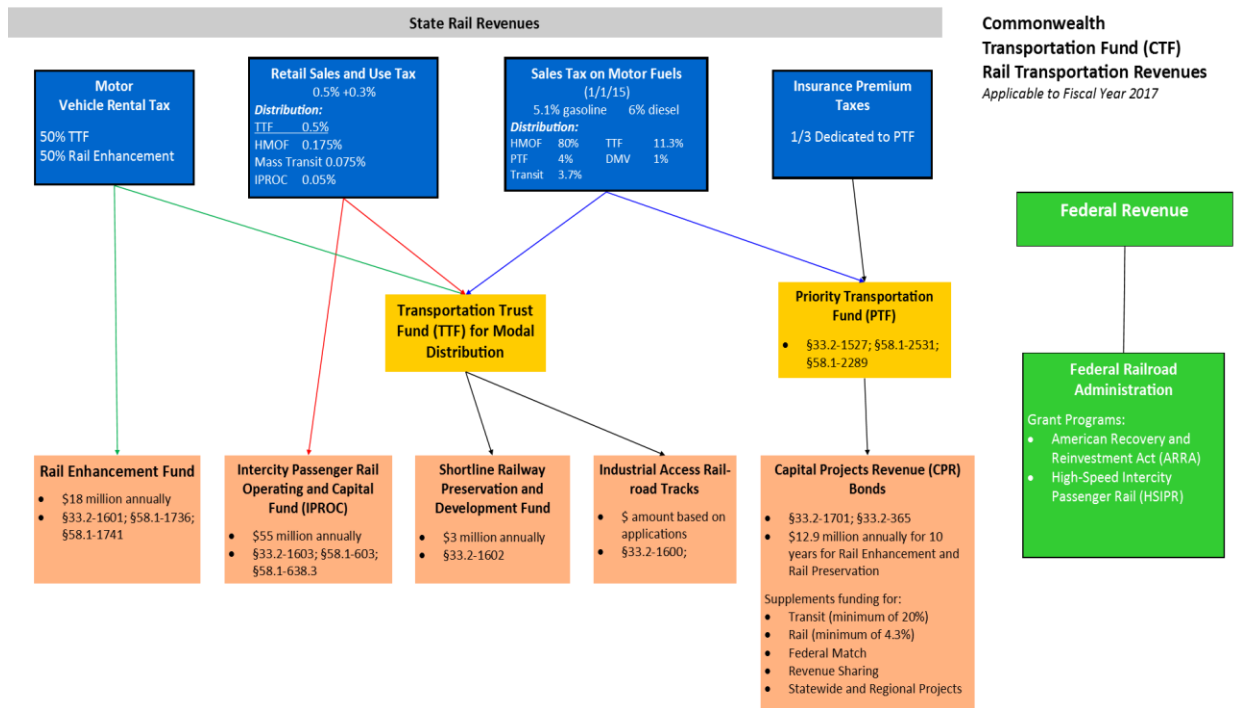 State Rail Revenues
Commonwealth
Transportation Fund (CTF)
Rail Transportation Revenues
Applicable to Fiscal Year 2017
Motor
Vehicle Rental Tax
50% TTF
50% Rail Enhancement
Retail Sales and Use Tax
0.5% +0.3%
Distribution:
TTF 0.5%
HMOF 0.175%
Mass Transit 0.075%
IPROC 0.05%
Sales Tax on Motor Fuels
(1/1/15)
5.1% gasoline 6% diesel
Distribution:
HMOF 80% TTF 11.3%
PTF 4% DMV 1%
Transit 3.7%
Insurance Premium
Taxes
1/3 Dedicated to PTF
Federal Revenue
Transportation Trust
Fund (TTF) for Modal
Distribution
Priority Transportation
Fund (PTF)
• §33.2-1527; §58.1-2531;
§58.1-2289
Federal Railroad
Administration
Grant Programs:
• American Recovery and
Reinvestment Act (ARRA)
• High-Speed Intercity
Passenger Rail (HSIPR)
Rail Enhancement Fund
• $18 million annually
• §33.2-1601; §58.1-1736;
§58.1-1741
Intercity Passenger Rail
Operating and Capital
Fund (IPROC)
• $55 million annually
• §33.2-1603; §58.1-603;
§58.1-638.3
Shortline Railway
Preservation and
Development Fund
• $3 million annually
• §33.2-1602
Industrial Access Rail-
road Tracks
• $ amount based on
applications
• §33.2-1600;
Capital Projects Revenue (CPR)
Bonds
• §33.2-1701; §33.2-365
• $12.9 million annually for 10
years for Rail Enhancement and
Rail Preservation
Supplements funding for:
• Transit (minimum of 20%)
• Rail (minimum of 4.3%)
• Federal Match
• Revenue Sharing
• Statewide and Regional Projects